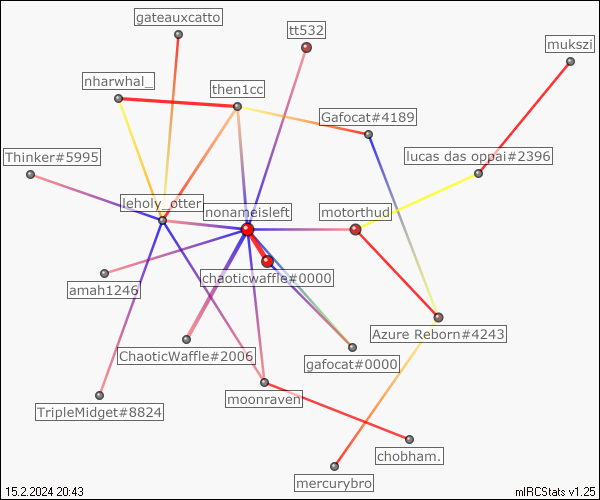 gateauxcatto
tt532
mukszi
nharwhal_
then1cc
Gafocat#4189
Thinker#5995
lucas das oppai#2396
leholy_otter
nonameisleft
motorthud
chaoticwaffle#0000
amah1246
Azure Reborn#4243
ChaoticWaffle#2006
gafocat#0000
moonraven
TripleMidget#8824
chobham.
mercurybro
15.2.2024 20:43
mIRCStats v1.25